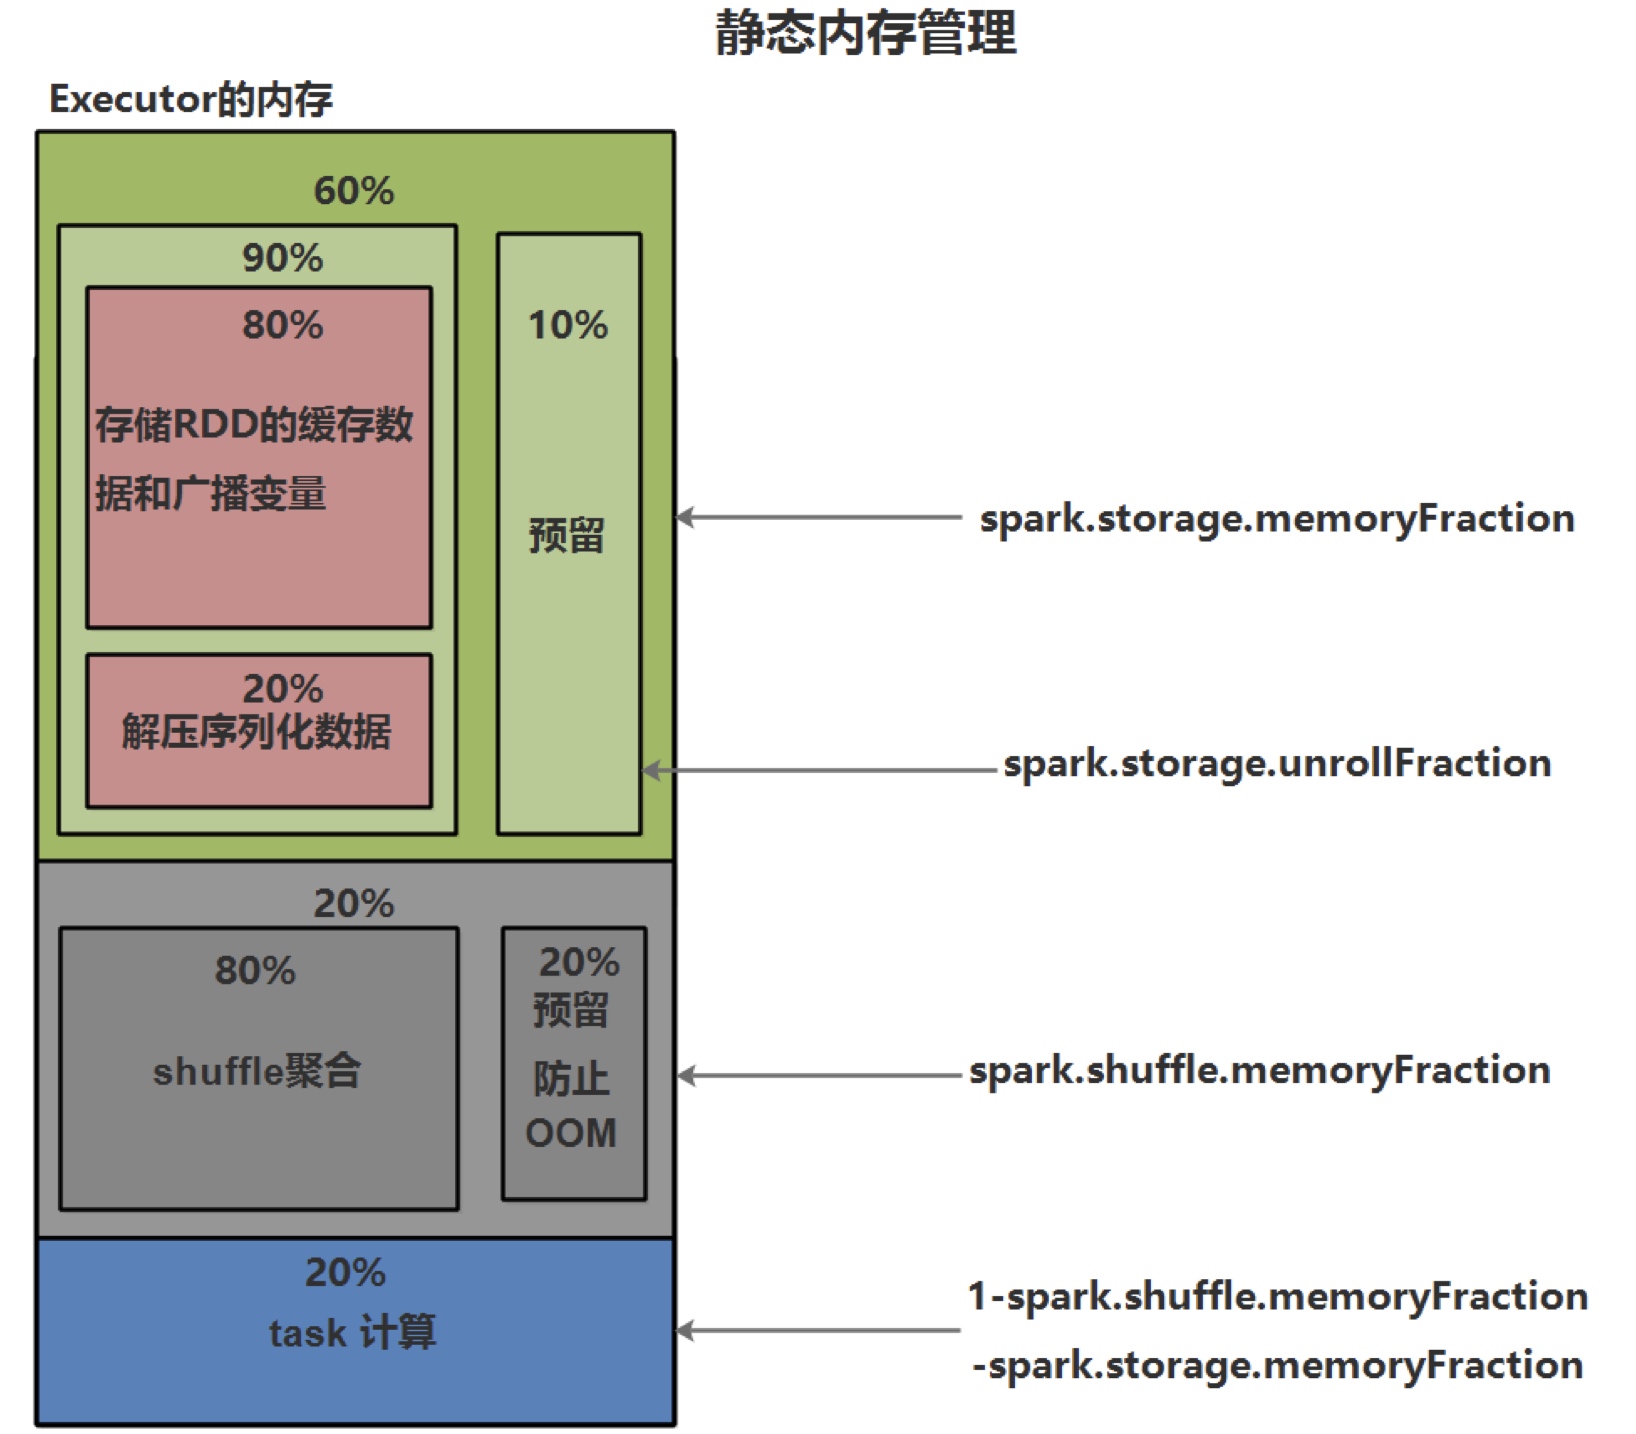 静态内存管理
Executor的内存
60%
90%
80%
存储RDD的缓存数
据和广播变量
20%
解压序列化数据
10%
预留
spark.storage.memoryFraction
spark.storage.unrollFraction
20%
80%
shuffle聚合
20%
预留
防止
OOM
spark.shuffle.memoryFraction
20%
task 计算
1-spark.shuffle.memoryFraction
-spark.storage.memoryFraction